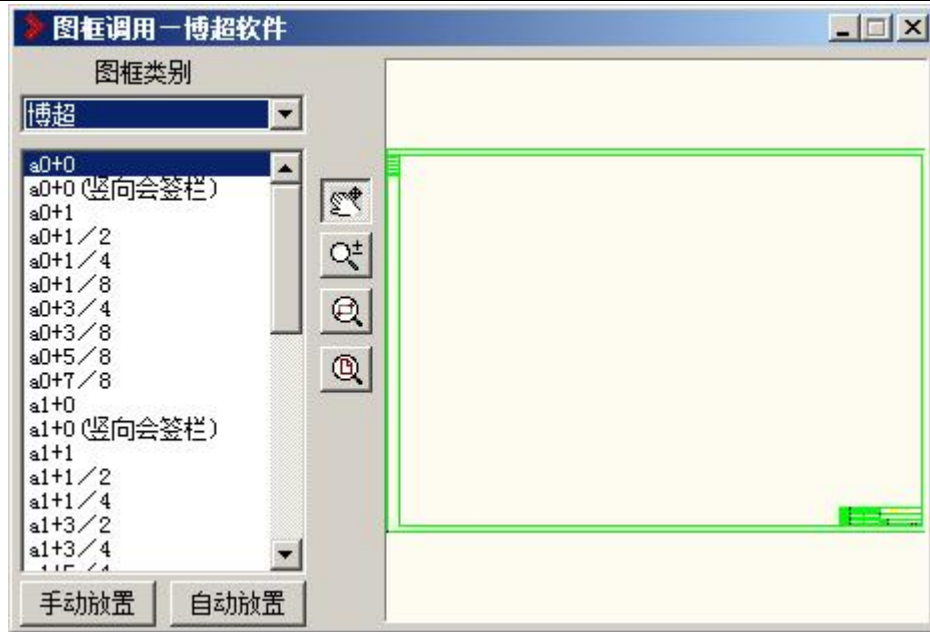 图框调用－博超软件
图框类别
博超
a0+0
a0+0(竖向会签栏)
a0+1
a0+1／2
a0+1／4
a0+1／8
a0+3／4
a0+3／8
a0+5／8
a0+7／8
a1+0
a1+0(竖向会签栏)
a1+1
a1+1／2
a1+1／4
a1+3／2
a1+3／4
手动放置
自动放置